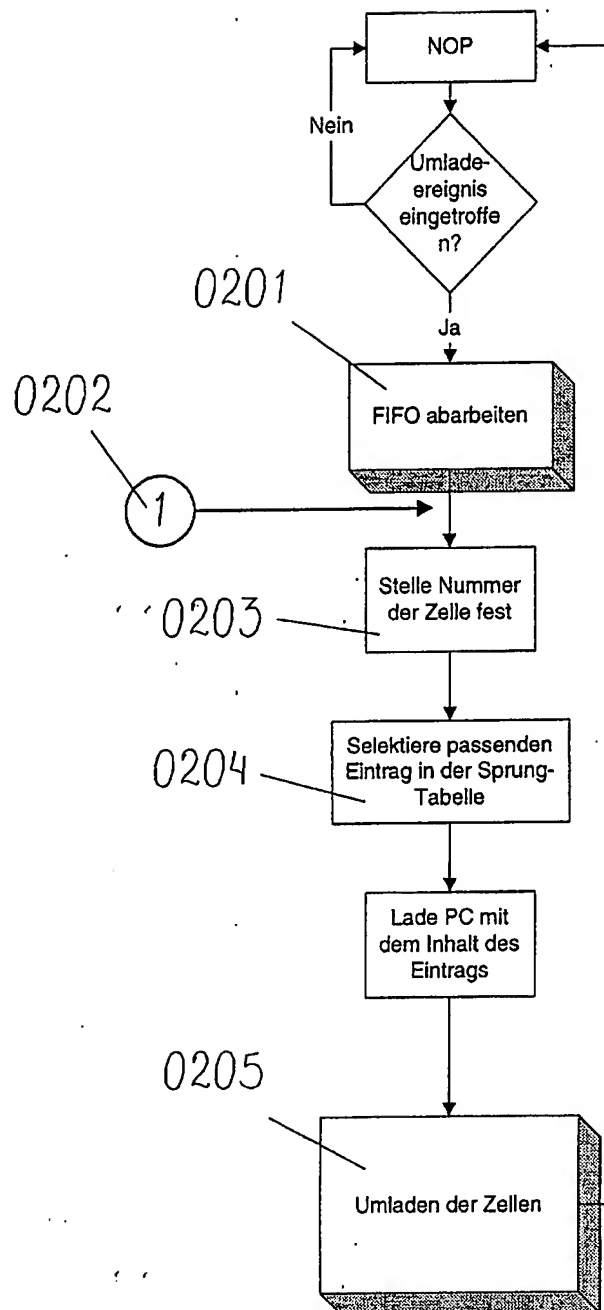 NOP
Nein
Umlade-
ereignis
eingetroffe
n?
0201
Ja
0202
FIFO abarbeiten
1
Stelle Nummer
der Zelle fest
0203
Selektiere passenden
Eintrag in der Sprung-
Tabelle
0204
Lade PC mit
dem Inhalt des
Eintrags
0205
Umladen der Zellen